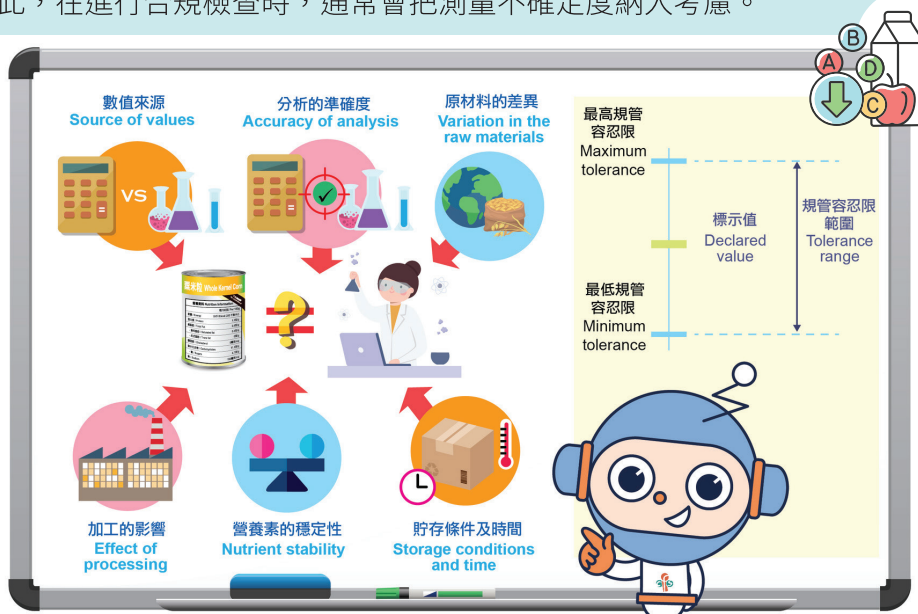 此，在進行合規檢查時，通常會把測量不確定度納入考慮。
B
A
D
C
數值來源
Source of values
分析的準確度
Accuracy of analysis
原材料的差異
Variation in the
raw materials
VS
最高規管
容忍限
Maximum
tolerance
標示值
Declared
value
規管容忍限
範圍
Tolerance
range
最低規管
容忍限
Minimum
tolerance
粟米粒 Whole Kernel Corn
加工的影響
Effect of
processing
營養素的穩定性
Nutrient stability
貯存條件及時間
Storage conditions
and time